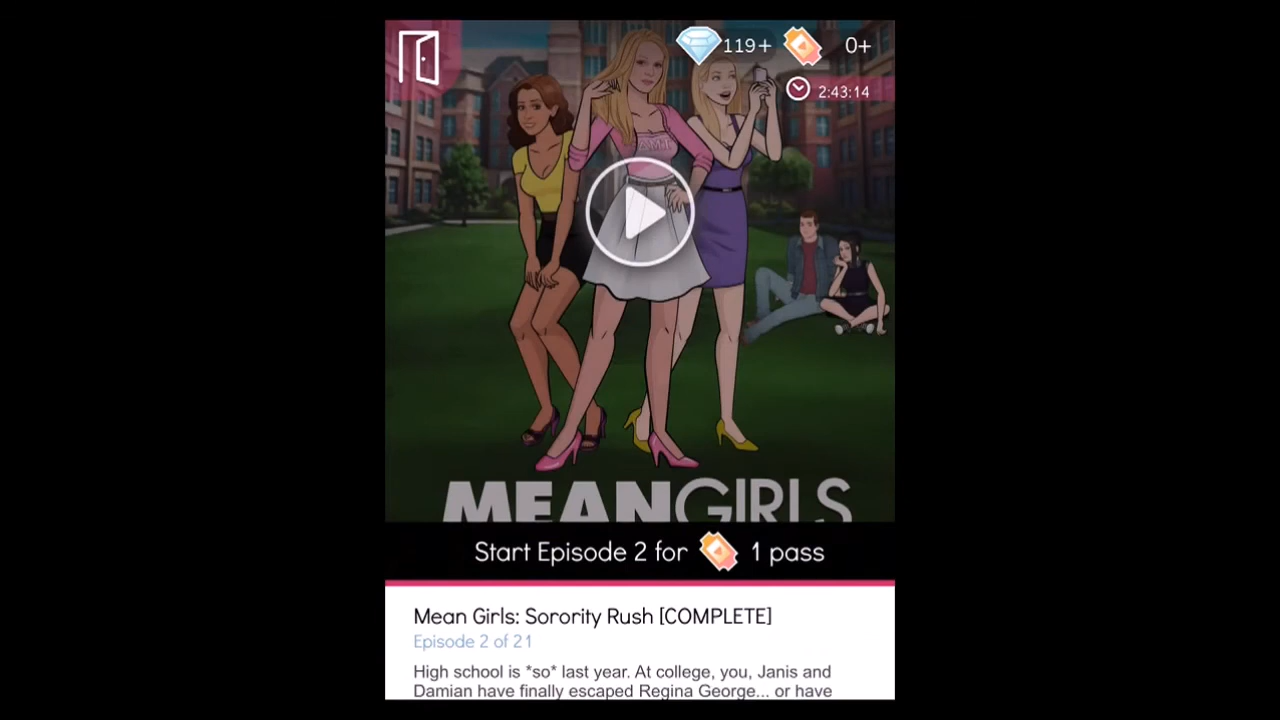 119+ 0+
2:43:14
MEANGIRLS
Start Episode 2 for 1 pass
Mean Girls: Sorority Rush [COMPLETE]
Episode 2 of 21
High school is *so* last year. At college, you, Janis and
Damian have finally escaped Regina George... or have